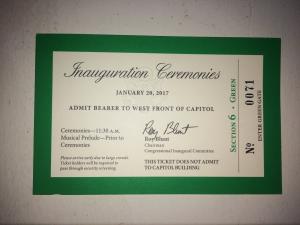 Inauguration Ceremonies
JANUARY 20, 2017
ADMIT BEARER TO WEST FRONT OF CAPITOL
Ceremonies—11:30 A.M.
Musical Prelude—Prior to
Ceremonies
Please arrive early due to large crowds.
Ticket holders will be required to
pass through security screening.
Roy Blunt
Roy Blunt
Chairman
Congressional Inaugural Committee
THIS TICKET DOES NOT ADMIT
TO CAPITOL BUILDING
SECTION 6 • GREEN
No 0071
ENTER GREEN GATE